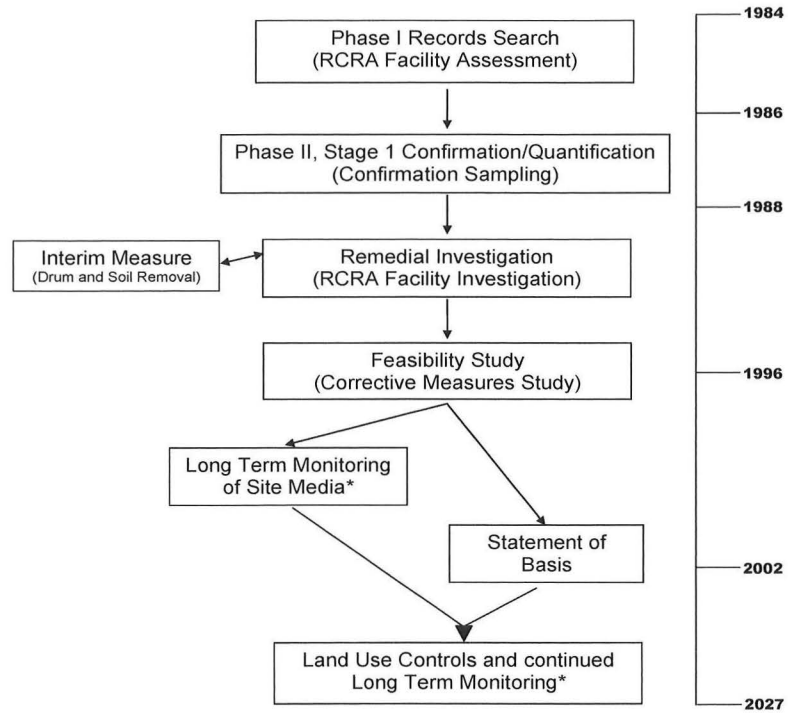 1984
Phase I Records Search
(RCRA Facility Assessment)
1986
Phase II, Stage 1 Confirmation/Quantification
(Confirmation Sampling)
1988
Interim Measure
(Drum and Soil Removal)
Remedial Investigation
(RCRA Facility Investigation)
Feasibility Study
(Corrective Measures Study)
1996
Long Term Monitoring
of Site Media*
Statement of
Basis
2002
Land Use Controls and continued
Long Term Monitoring*
2027